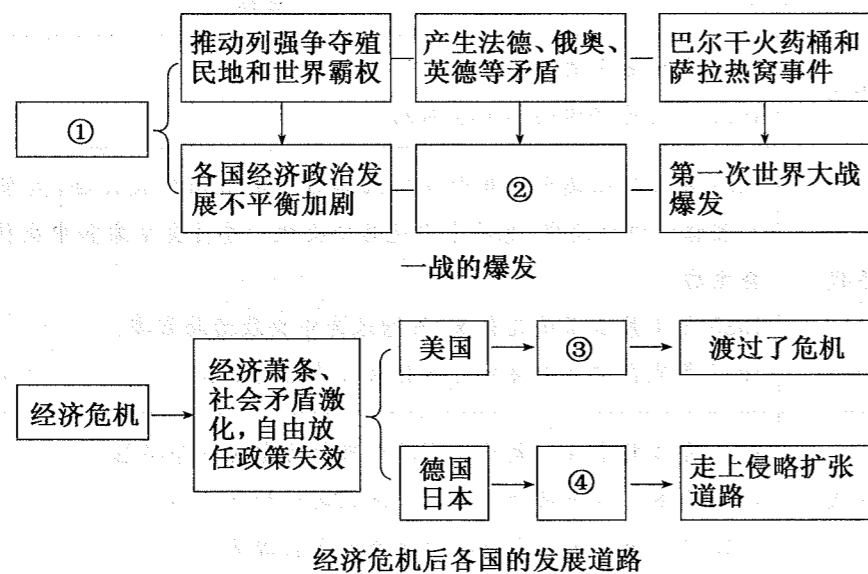 推动列强争夺殖
民地和世界霸权
产生法德、俄奥、
英德等矛盾
巴尔干火药桶和
萨拉热窝事件
①
各国经济政治发
展不平衡加剧
②
第一次世界大战
爆发
一战的爆发
经济危机
经济萧条、
社会矛盾激
化,自由放
任政策失效
美国
③
渡过了危机
德国
日本
④
走上侵略扩张
道路
经济危机后各国的发展道路